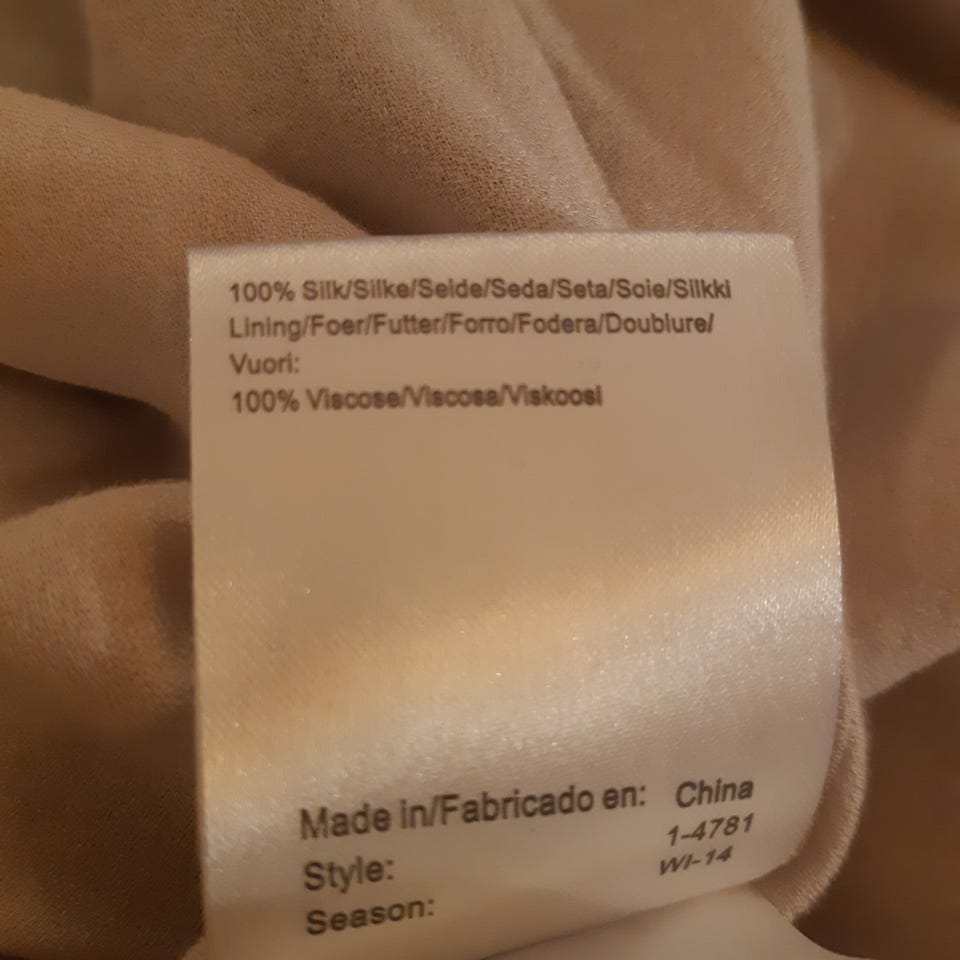 100% Silk/Silke/Seide/Seda/Seta/Soie/Silkki
Lining/Foer/Futter/Forro/Fodera/Doublure/
Vuori:
100% Viscose/Viscosa/Viskoosi
Made in/Fabricado en: China
Style: 1-4781
Season: WI-14